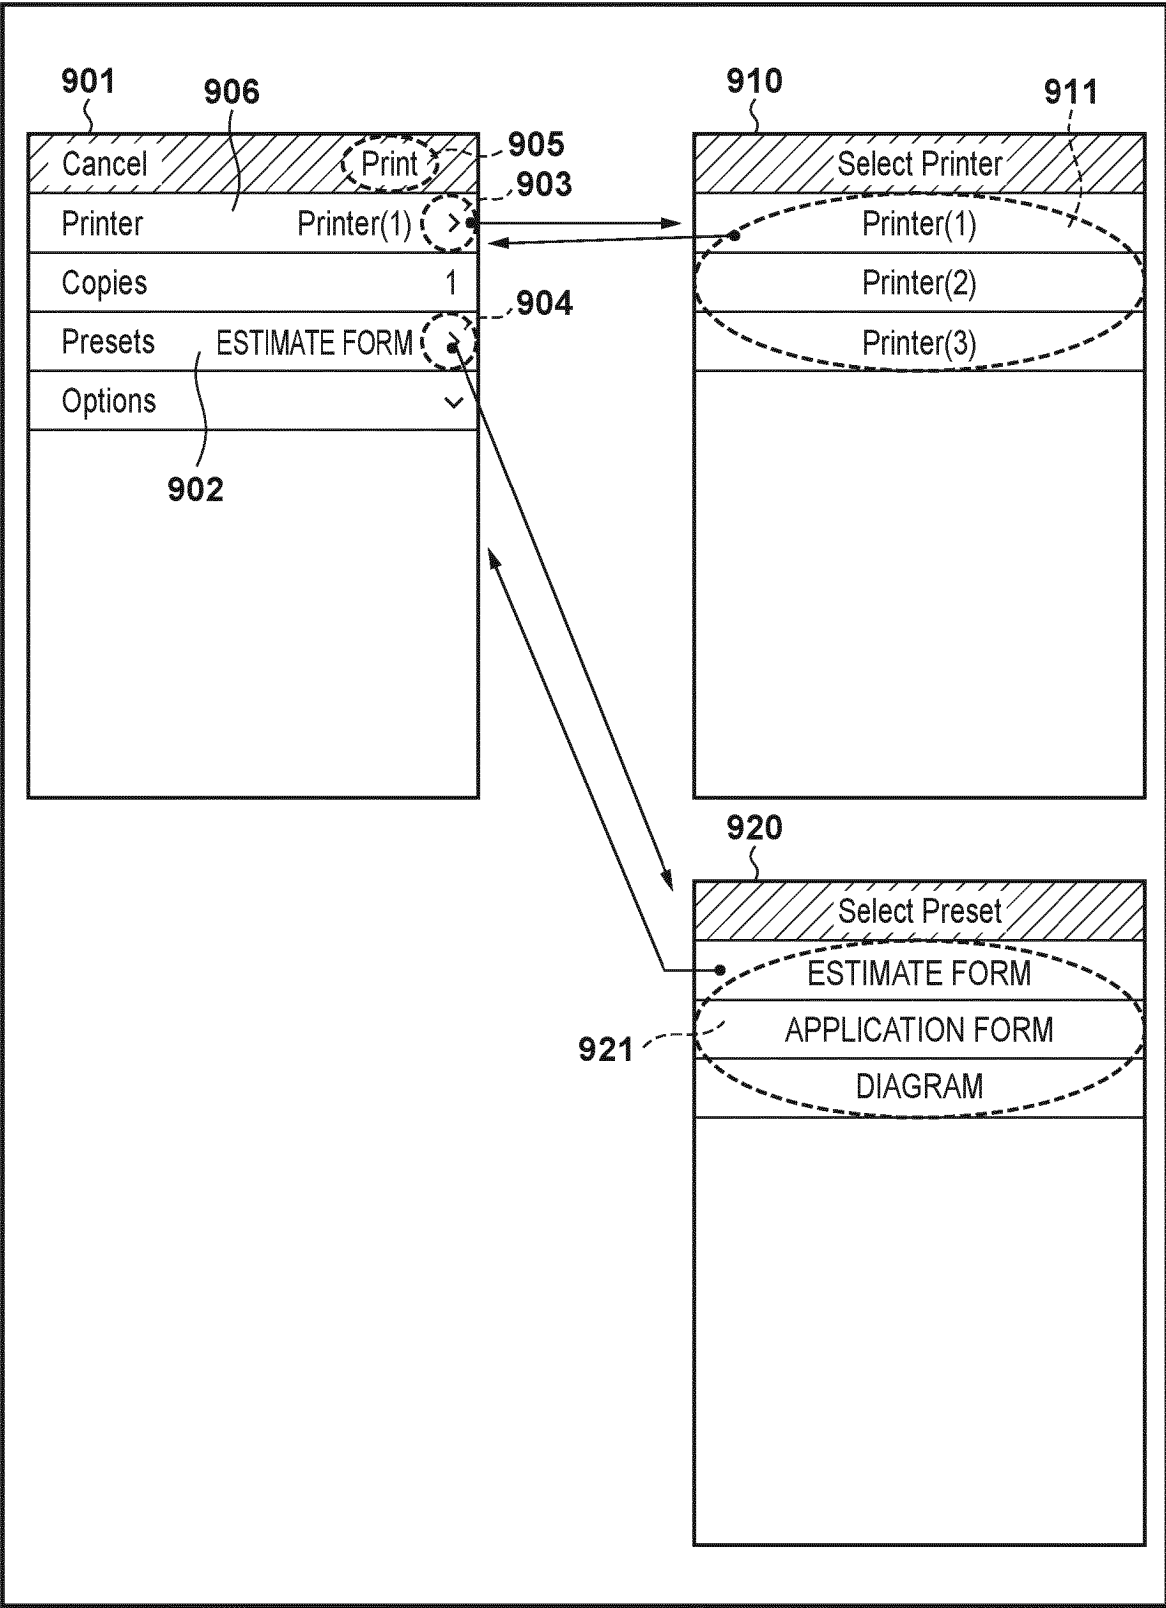 901
906
Cancel
Print
905
903
Printer
Printer(1)
Copies
1
904
Presets
ESTIMATE FORM
Options
902
910
911
Select Printer
Printer(1)
Printer(2)
Printer(3)
920
Select Preset
ESTIMATE FORM
APPLICATION FORM
921
DIAGRAM